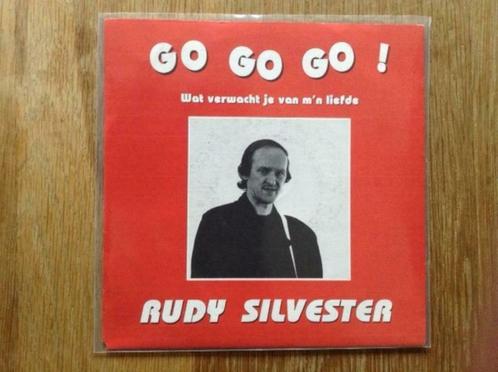 GO GO GO !
Wat verwacht je van m'n liefde
RUDY SILVESTER